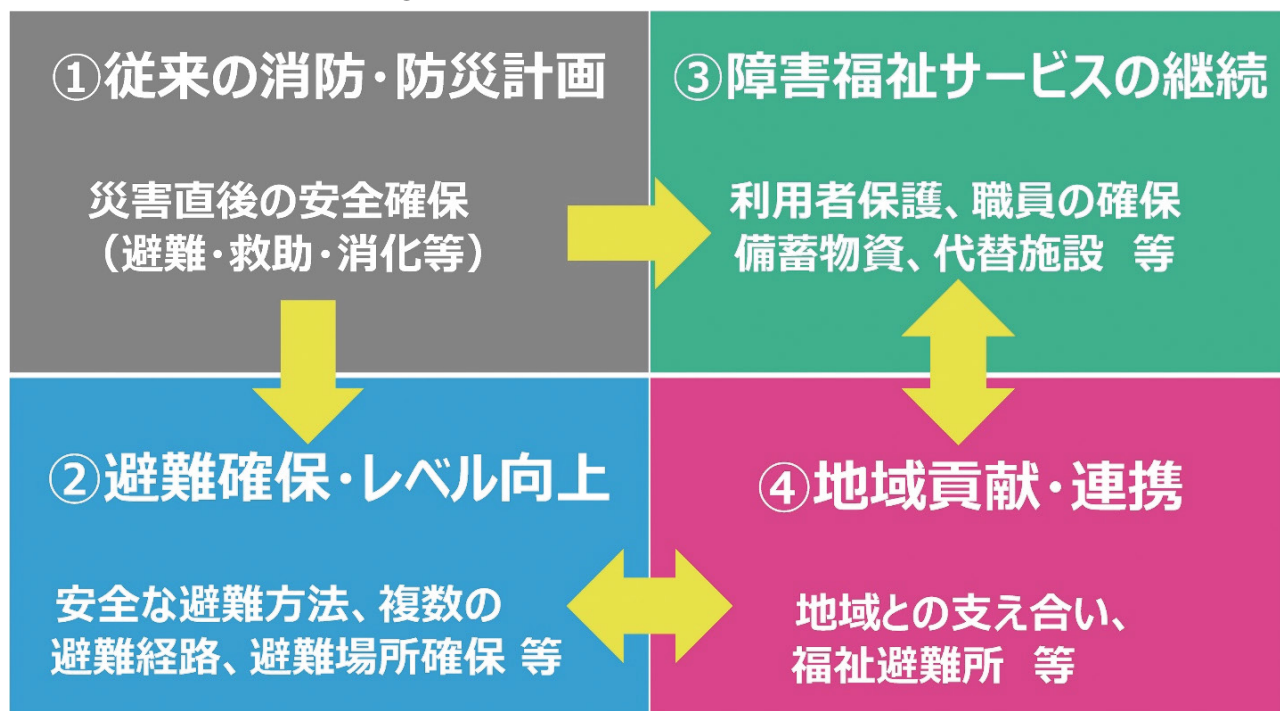 ①従来の消防・防災計画
災害直後の安全確保
（避難・救助・消化等）
②避難確保・レベル向上
安全な避難方法、複数の
避難経路、避難場所確保 等
③障害福祉サービスの継続
利用者保護、職員の確保
備蓄物資、代替施設 等
④地域貢献・連携
地域との支え合い、
福祉避難所 等